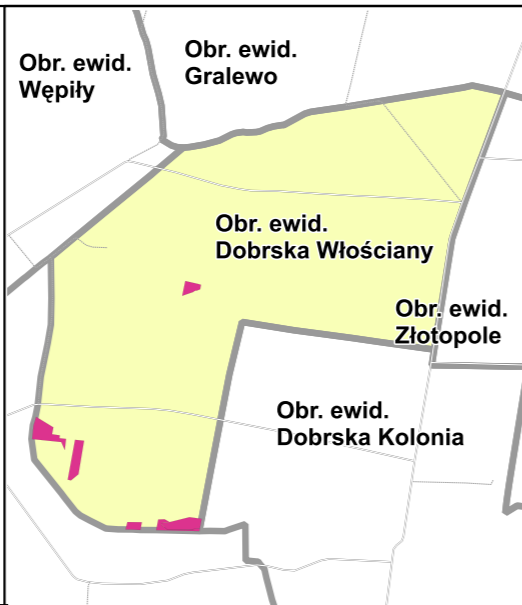 Obr. ewid.
Wępiły
Obr. ewid.
Gralewo
Obr. ewid.
Dobrska Włościany
Obr. ewid.
Złotopole
Obr. ewid.
Dobrska Kolonia